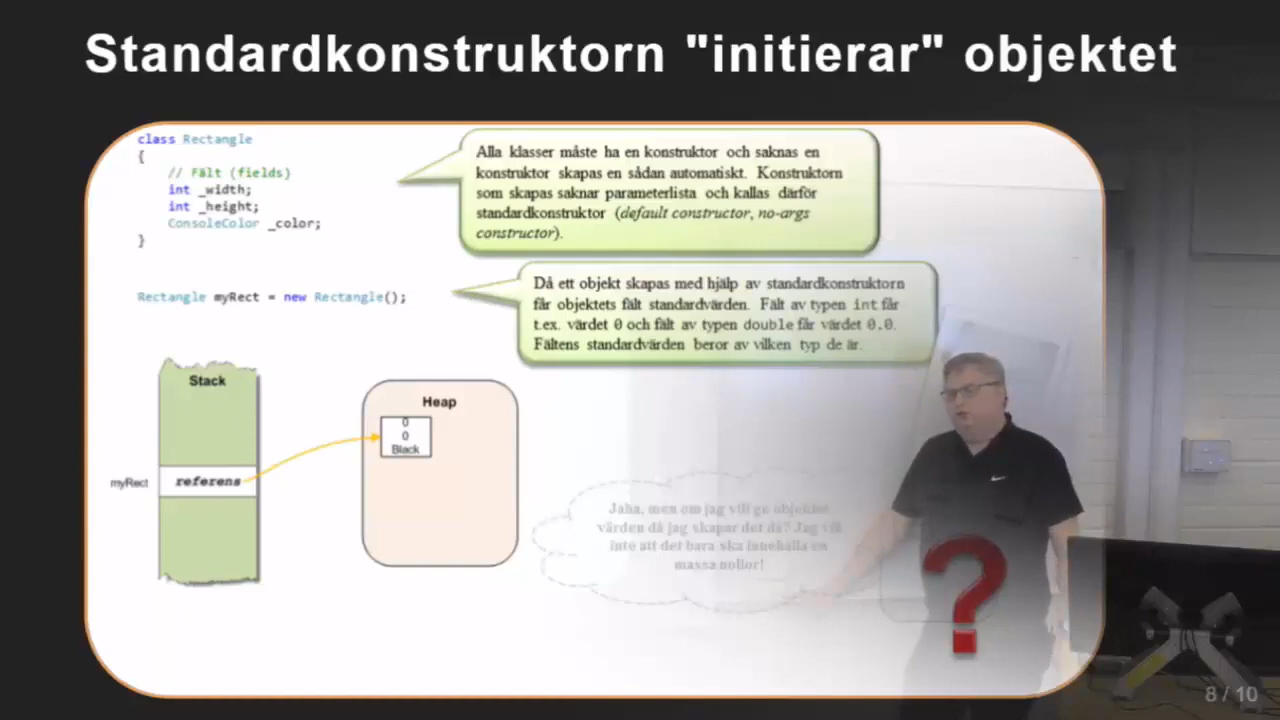 Standardkonstruktorn "initierar" objektet
class Rectangle
{
// Fält (fields)
int _width;
int _height;
ConsoleColor _color;
}
Alla klasser måste ha en konstruktor och saknas en
konstruktor skapas en sådan automatiskt. Konstruktorn
som skapas saknar parameterlista och kallas därför
standardkonstruktor (default constructor, no-args
constructor).
Rectangle myRect = new Rectangle();
Då ett objekt skapas med hjälp av standardkonstruktorn
får objektets fält standardvärden. Fält av typen int får
t.ex. värdet 0 och fält av typen double får värdet 0.0.
Fältens standardvärden beror av vilken typ de är.
Stack
myRect
referens
Heap
0
0
Black
Jaha, men om jag vill ge objektet
värden då jag skapar det då? Jag vill
inte att det bara ska innehålla en
massa nollor!
?
8 / 10